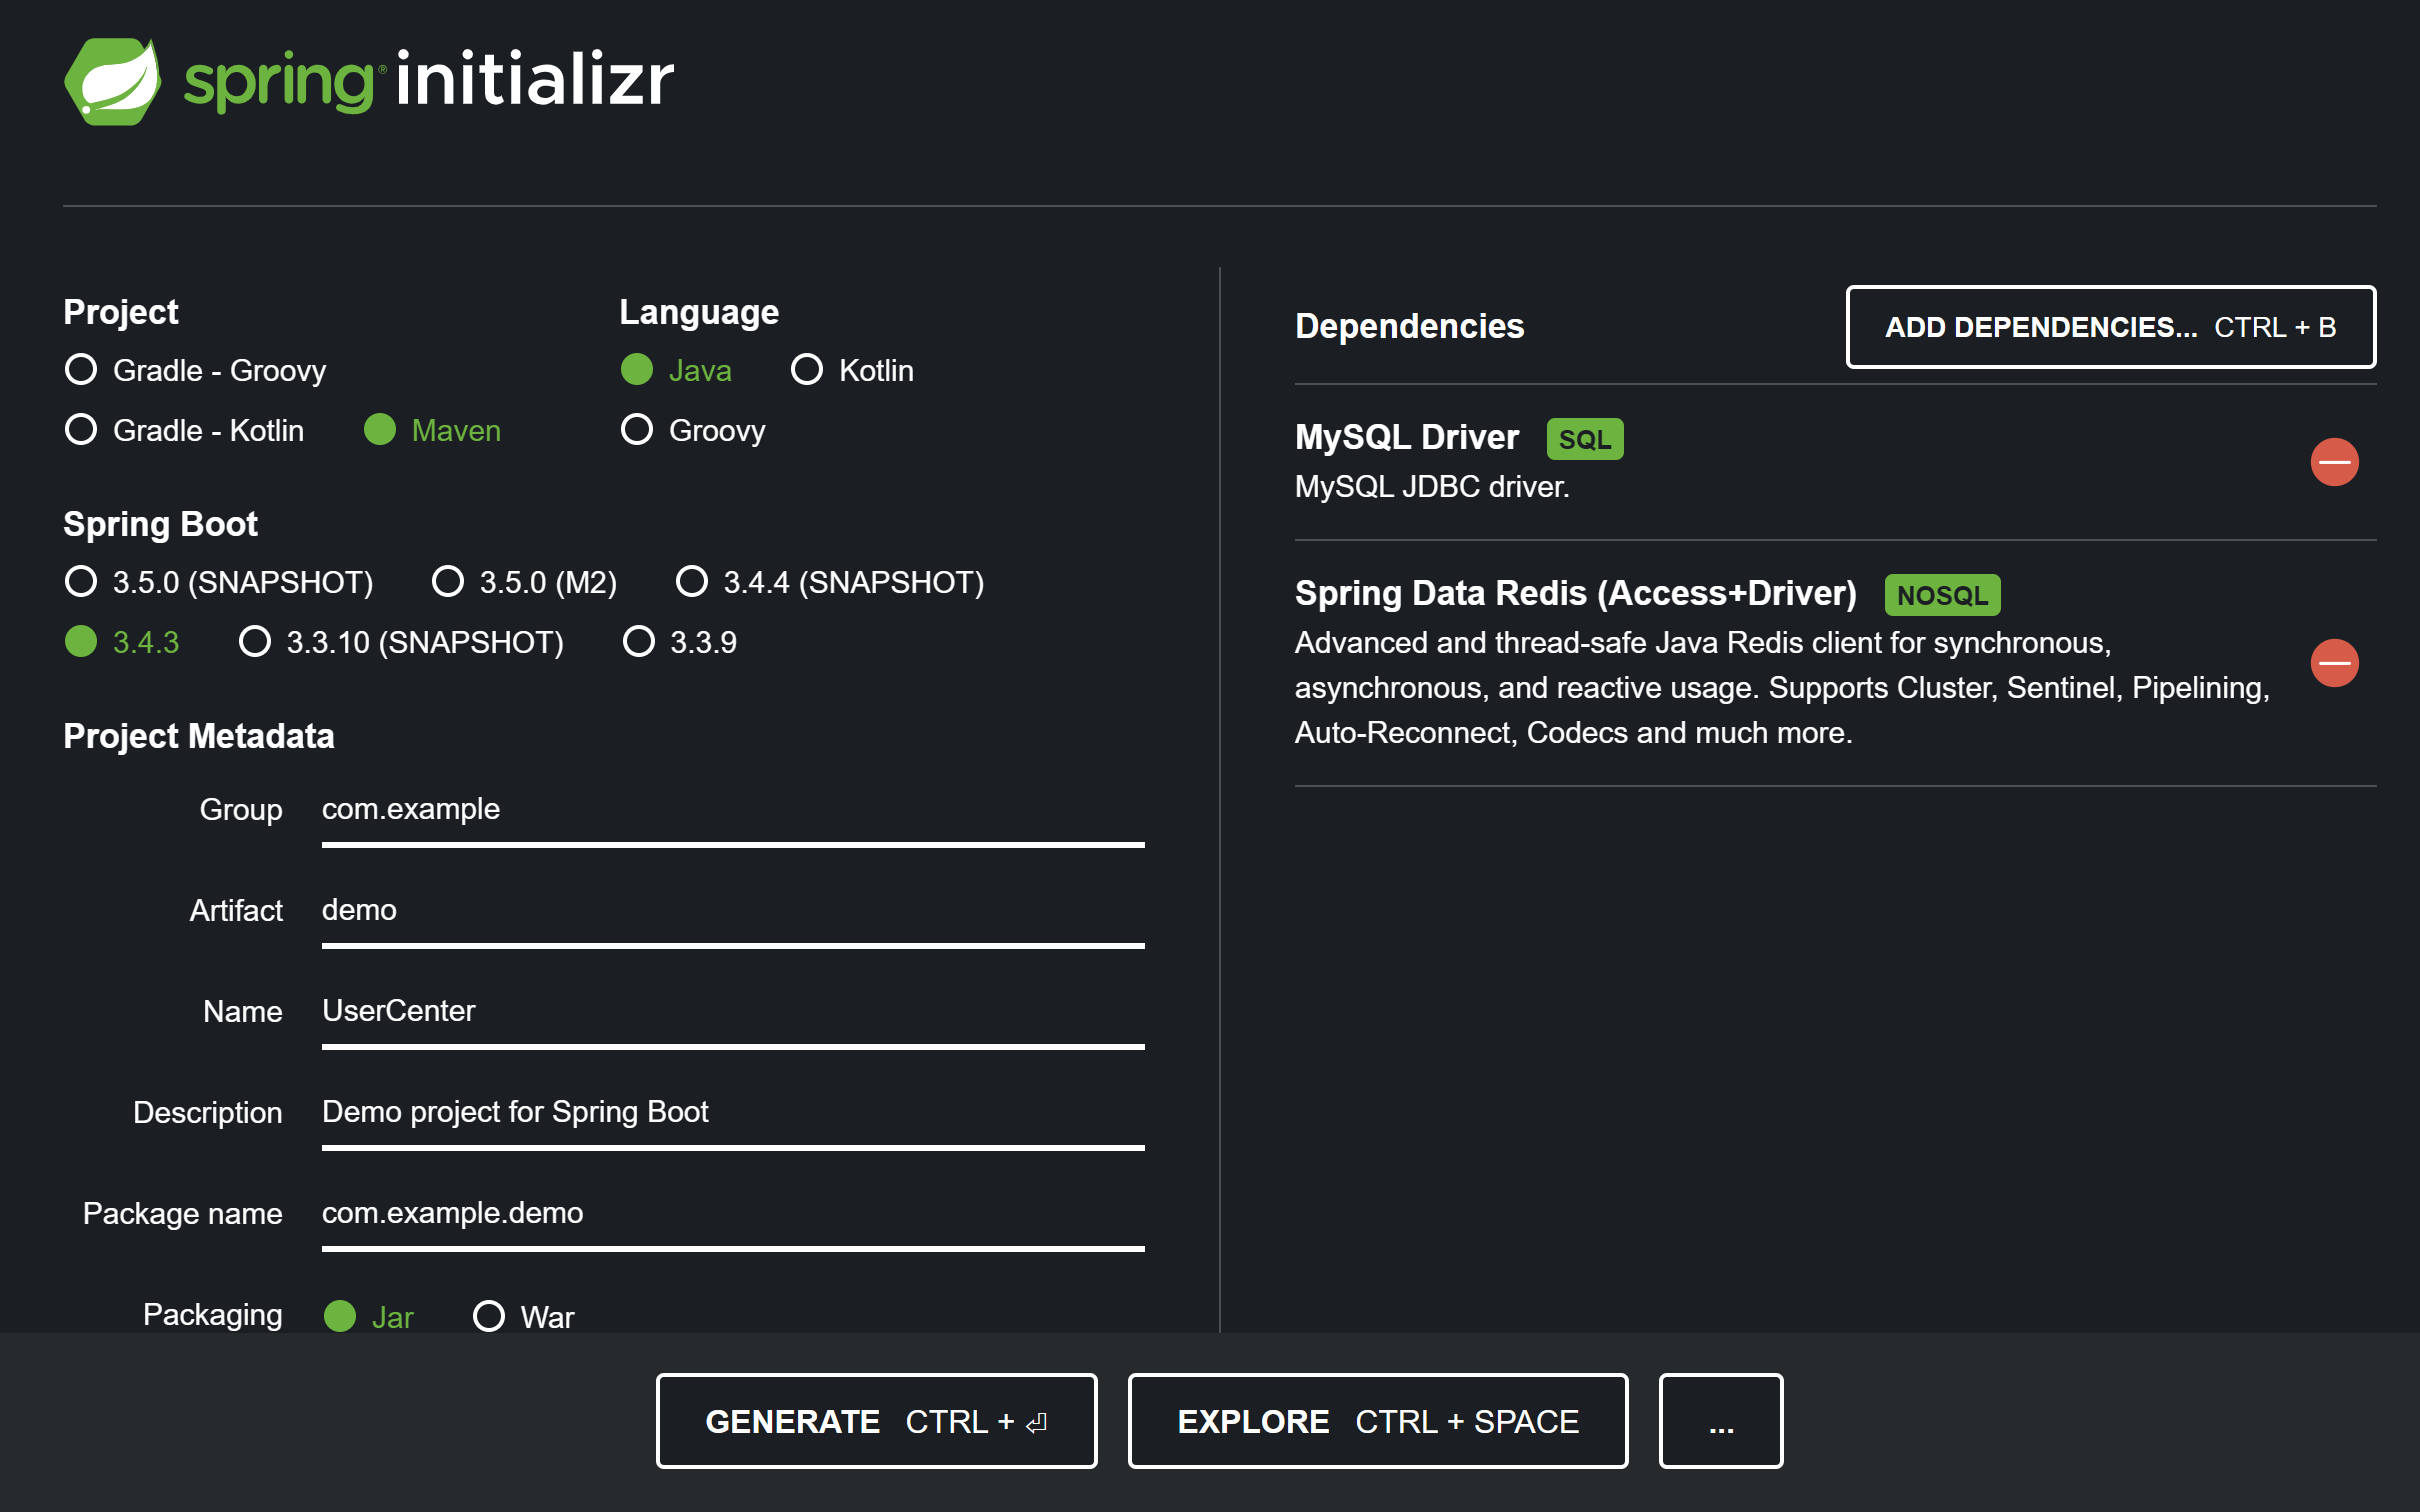 spring® initializr
Project
Gradle - Groovy
Gradle - Kotlin Maven
Language
Java Kotlin
Groovy
Spring Boot
3.5.0 (SNAPSHOT) 3.5.0 (M2) 3.4.4 (SNAPSHOT)
3.4.3 3.3.10 (SNAPSHOT) 3.3.9
Project Metadata
Group com.example
Artifact demo
Name UserCenter
Description Demo project for Spring Boot
Package name com.example.demo
Packaging Jar War
Dependencies ADD DEPENDENCIES... CTRL + B
MySQL Driver SQL
MySQL JDBC driver.
Spring Data Redis (Access+Driver) NOSQL
Advanced and thread-safe Java Redis client for synchronous,
asynchronous, and reactive usage. Supports Cluster, Sentinel, Pipelining,
Auto-Reconnect, Codecs and much more.
GENERATE CTRL + ⏎ EXPLORE CTRL + SPACE ...